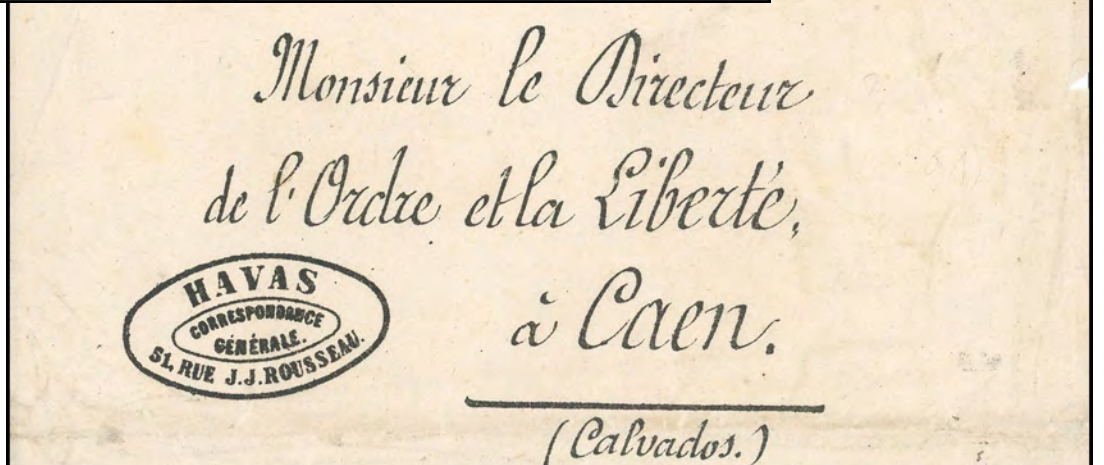 Monsieur le Directeur
de l'Ordre et la Liberté,
à Caen.
(Calvados.)
HAVAS
CORRESPONDANCE
GÉNÉRALE.
51, RUE J.J.ROUSSEAU.